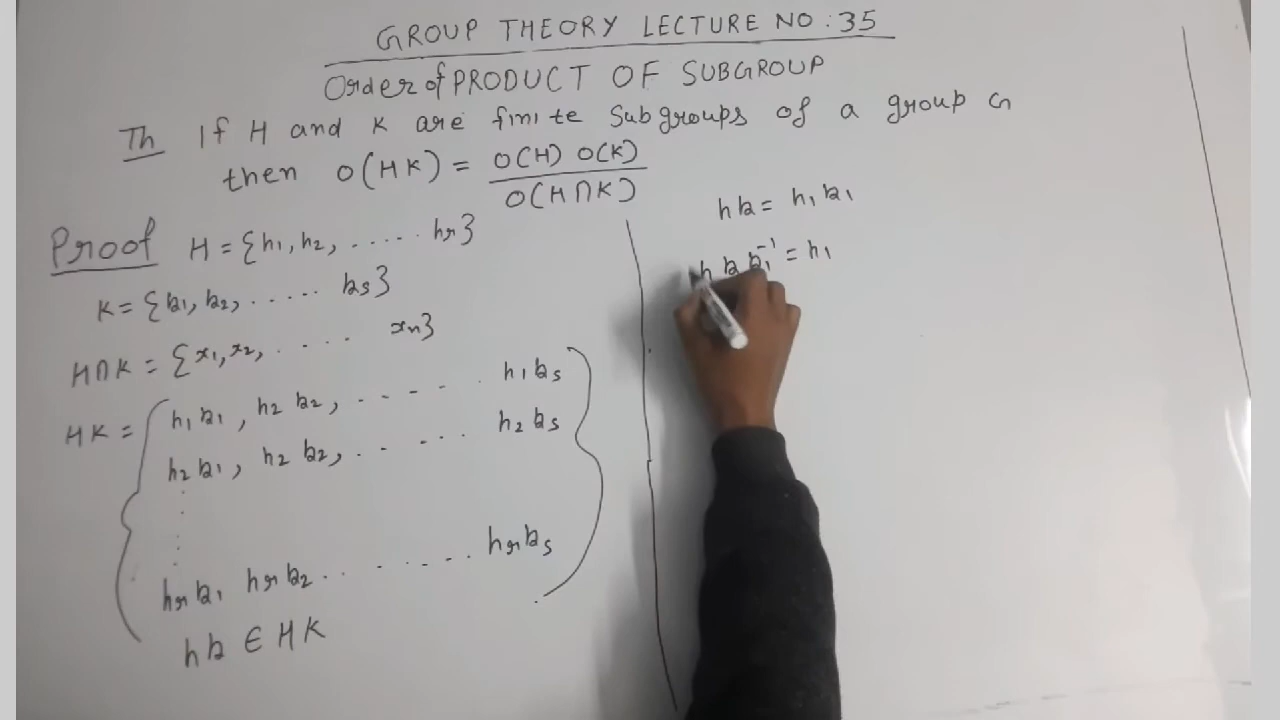 GROUP THEORY LECTURE NO : 35
Order of PRODUCT OF SUBGROUP
Th If H and K are finite Subgroups of a group G
then O(HK) = O(H) O(K) / O(H∩K)
Proof H = {h₁, h₂, ..... hr}
K = {k₁, k₂, ..... ks}
H∩K = {x₁, x₂, .... xn}
HK = { h₁k₁, h₂k₂, ..... h₁ks
h₂k₁, h₂k₂, ..... h₂ks
hrk₁ hrk₂ ....... hrks }
hk ∈ HK
hk = h₁k₁
hkk₁⁻¹ = h₁